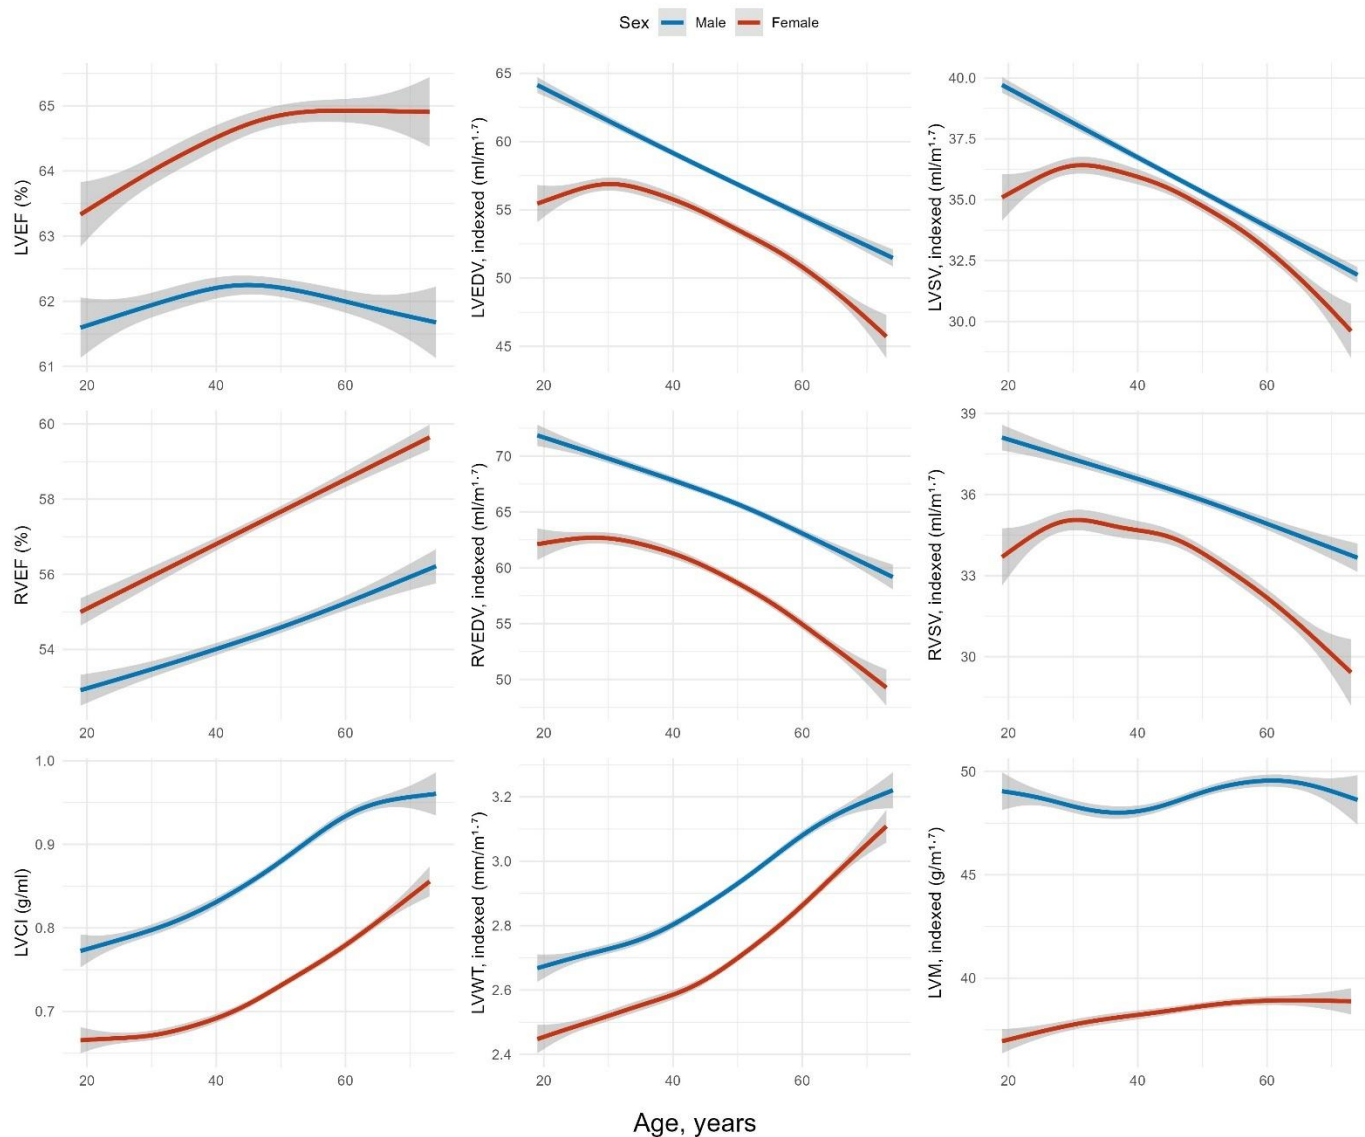 Sex Male Female
LVEF (%)
65
64
63
62
61
20 40 60
LVEDV, indexed (ml/m¹·⁷)
65
60
55
50
45
20 40 60
LVSV, indexed (ml/m¹·⁷)
40.0
37.5
35.0
32.5
30.0
20 40 60
RVEF (%)
60
58
56
54
20 40 60
RVEDV, indexed (ml/m¹·⁷)
70
65
60
55
50
20 40 60
RVSV, indexed (ml/m¹·⁷)
39
36
33
30
20 40 60
LVCI (g/ml)
1.0
0.9
0.8
0.7
20 40 60
LVWT, indexed (mm/m¹·⁷)
3.2
3.0
2.8
2.6
2.4
20 40 60
LVM, indexed (g/m¹·⁷)
50
45
40
20 40 60
Age, years